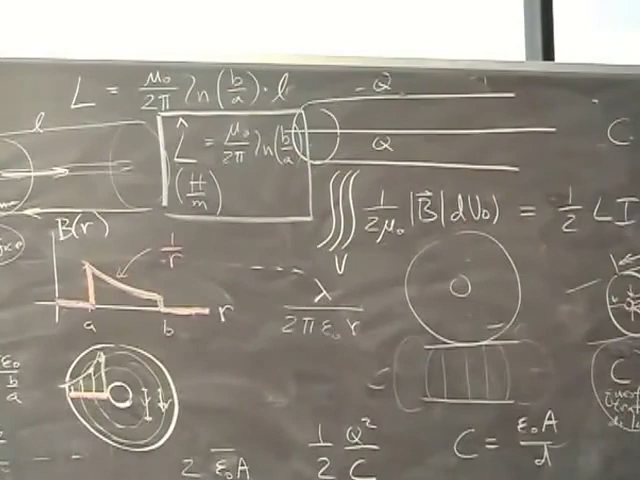 L = μ₀/2π ln(b/a)·l
- Q
l
L̂ = μ₀/2π ln(b/a)
(H/m)
Q
C
∭ 1/2μ₀ |B⃗| dVol) = 1/2 LI
V
B(r)
1/r
a b r
λ/2πε₀r
ε₀
b/a
C
1/2 Q²/C
C = ε₀A/d
2 ε₀A